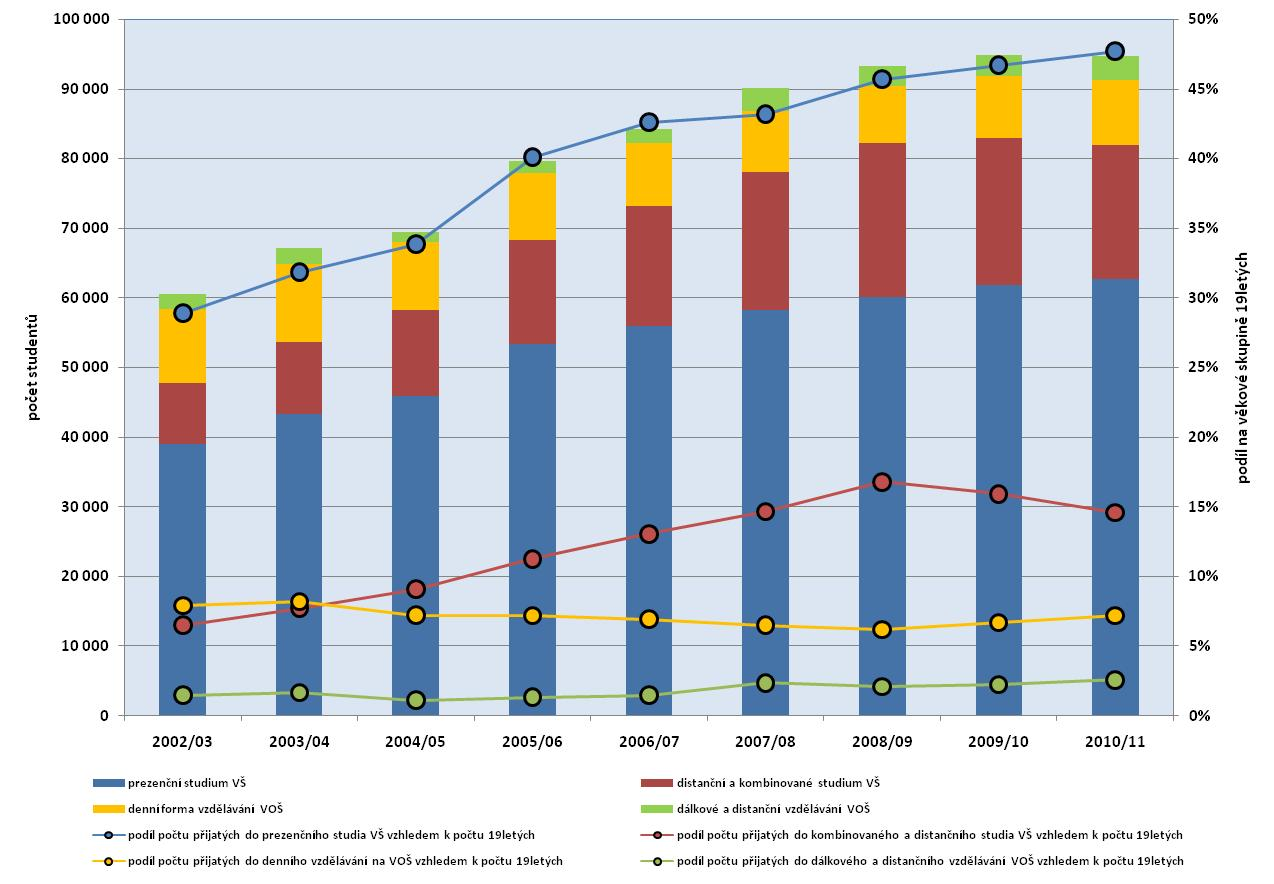 100 000
90 000
80 000
70 000
60 000
50 000
40 000
30 000
20 000
10 000
0
počet studentů
50%
45%
40%
35%
30%
25%
20%
15%
10%
5%
0%
podíl na věkové skupině 19letých
2002/03 2003/04 2004/05 2005/06 2006/07 2007/08 2008/09 2009/10 2010/11
prezenční studium VŠ
distanční a kombinované studium VŠ
denní forma vzdělávání VOŠ
dálkové a distanční vzdělávání VOŠ
podíl počtu přijatých do prezenčního studia VŠ vzhledem k počtu 19letých
podíl počtu přijatých do kombinovaného a distančního studia VŠ vzhledem k počtu 19letých
podíl počtu přijatých do denního vzdělávání na VOŠ vzhledem k počtu 19letých
podíl počtu přijatých do dálkového a distančního vzdělávání VOŠ vzhledem k počtu 19letých